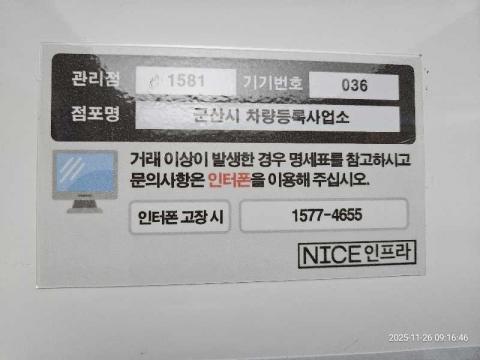 관리점 1581 기기번호 036
점포명 군산시 차량등록사업소
거래 이상이 발생한 경우 명세표를 참고하시고
문의사항은 인터폰을 이용해 주십시오.
인터폰 고장 시 1577-4655
NICE인프라
2025-11-26 09:16:46